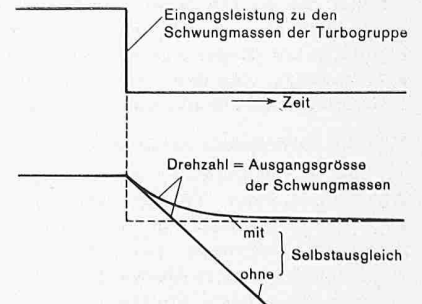 Eingangsleistung zu den
Schwungmassen der Turbogruppe
Zeit
Drehzahl = Ausgangsgrösse
der Schwungmassen
mit
Selbstausgleich
ohne